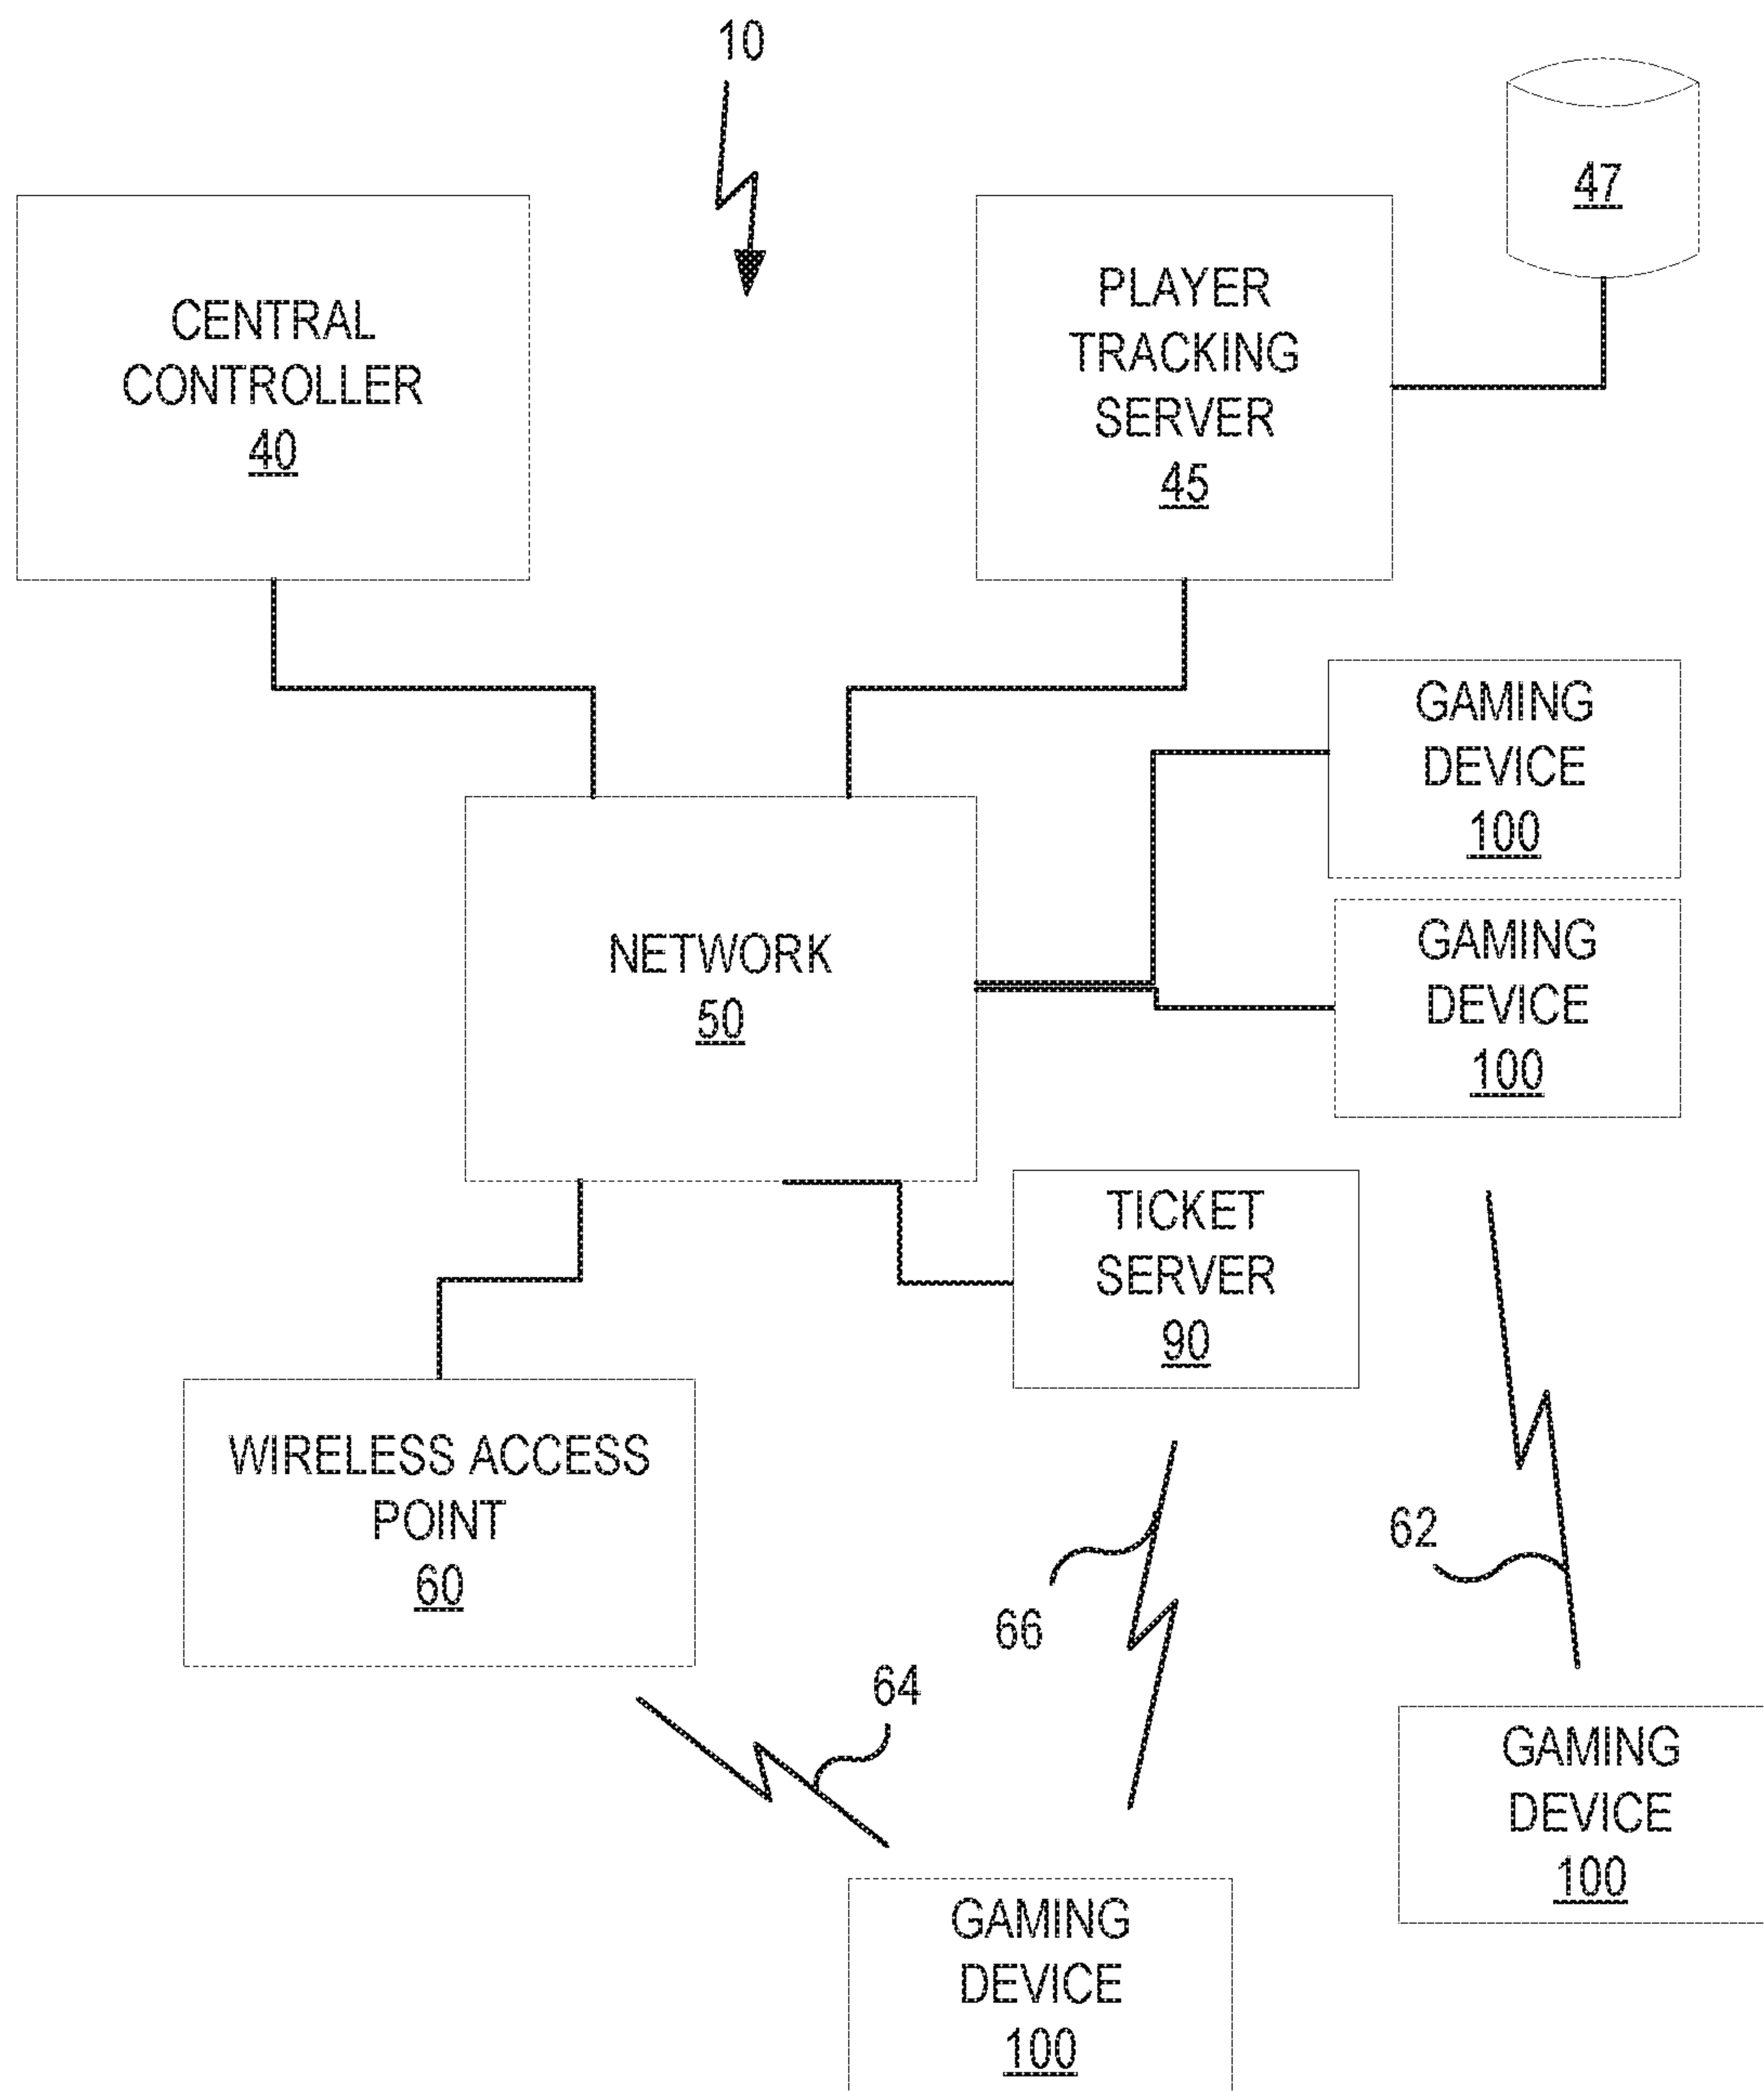 10
47
CENTRAL
CONTROLLER
40
PLAYER
TRACKING
SERVER
45
GAMING
DEVICE
100
NETWORK
50
GAMING
DEVICE
100
TICKET
SERVER
90
WIRELESS ACCESS
POINT
60
62
66
64
GAMING
DEVICE
100
GAMING
DEVICE
100